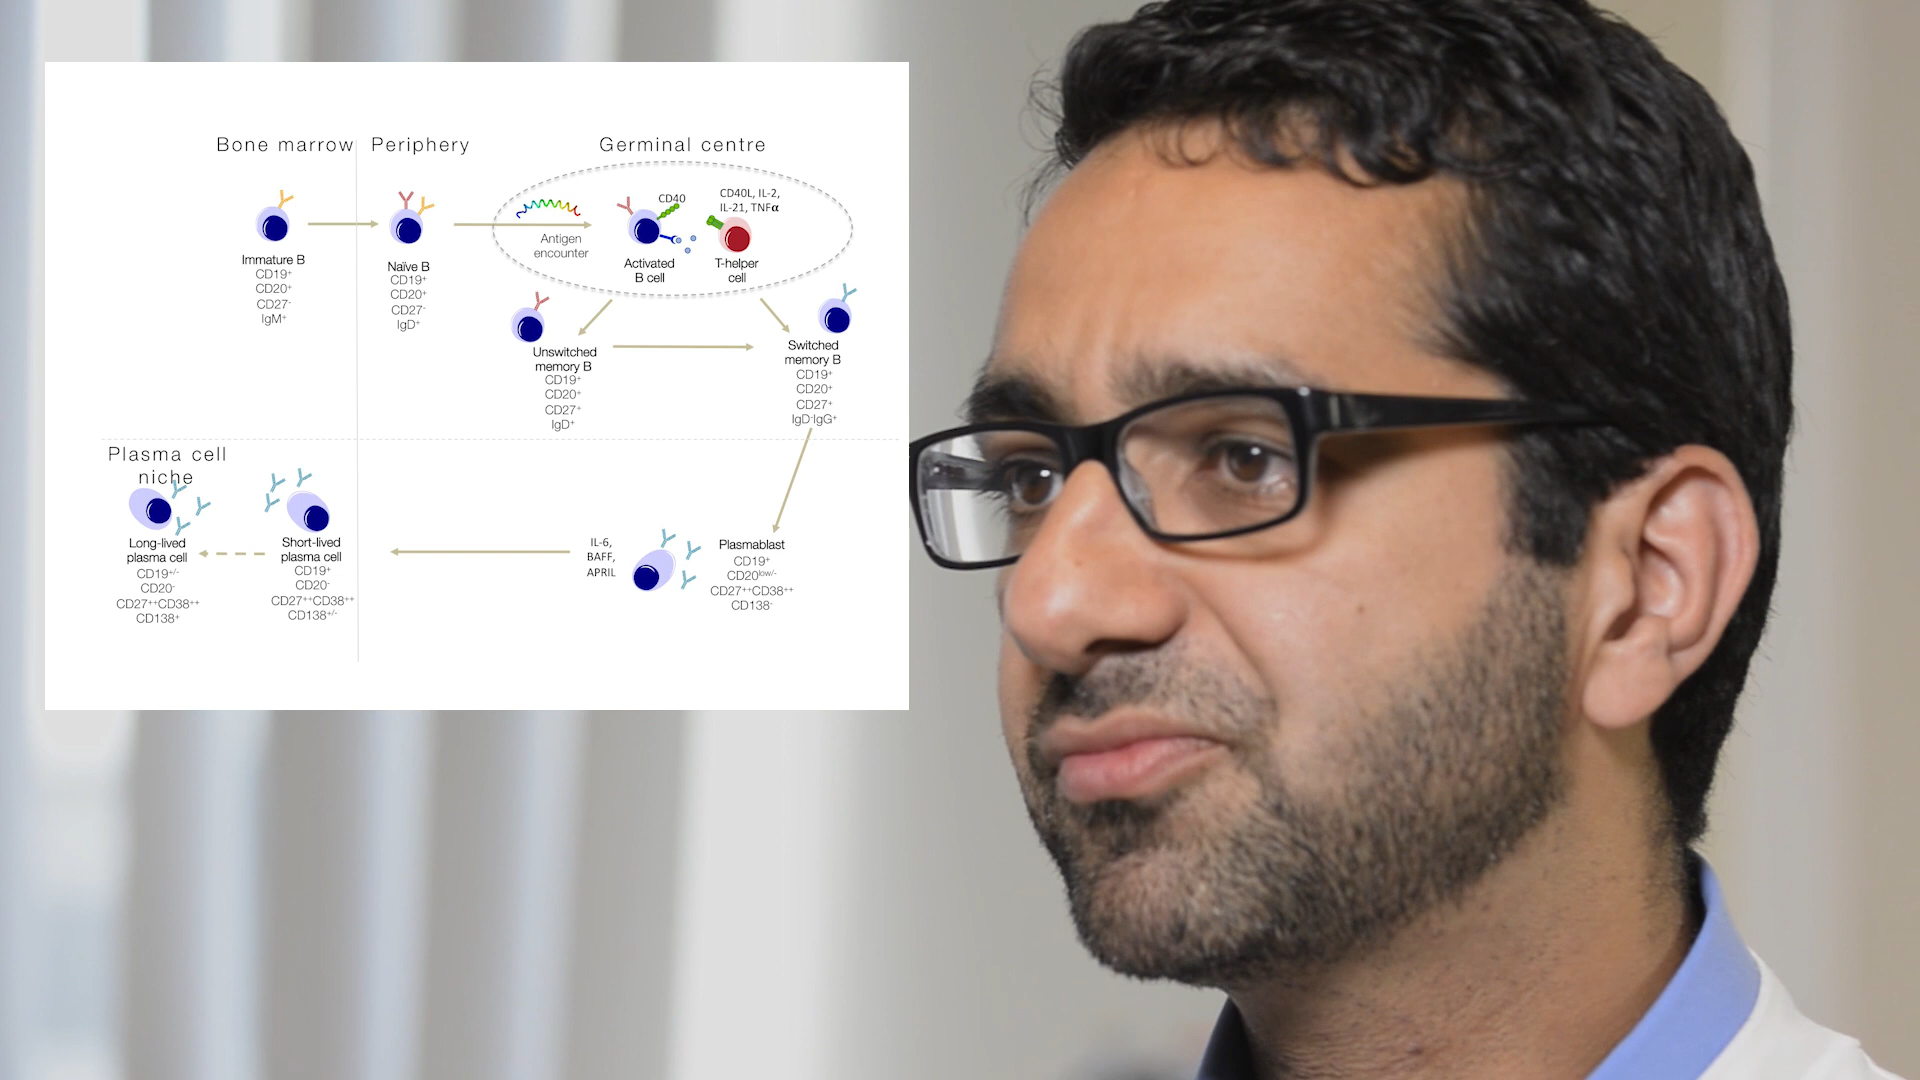 Bone marrow
Periphery
Germinal centre
Immature B
CD19⁺
CD20⁺
CD27⁻
IgM⁺
Naïve B
CD19⁺
CD20⁺
CD27⁻
IgD⁺
Antigen
encounter
CD40
Activated
B cell
CD40L, IL-2,
IL-21, TNFα
T-helper
cell
Unswitched
memory B
CD19⁺
CD20⁺
CD27⁺
IgD⁺
Switched
memory B
CD19⁺
CD20⁺
CD27⁺
IgD⁻IgG⁺
Plasma cell
niche
Long-lived
plasma cell
CD19⁺/⁻
CD20⁻
CD27⁺⁺CD38⁺⁺
CD138⁺
Short-lived
plasma cell
CD19⁺
CD20⁻
CD27⁺⁺CD38⁺⁺
CD138⁺/⁻
IL-6,
BAFF,
APRIL
Plasmablast
CD19⁺
CD20low/-
CD27⁺⁺CD38⁺⁺
CD138⁻